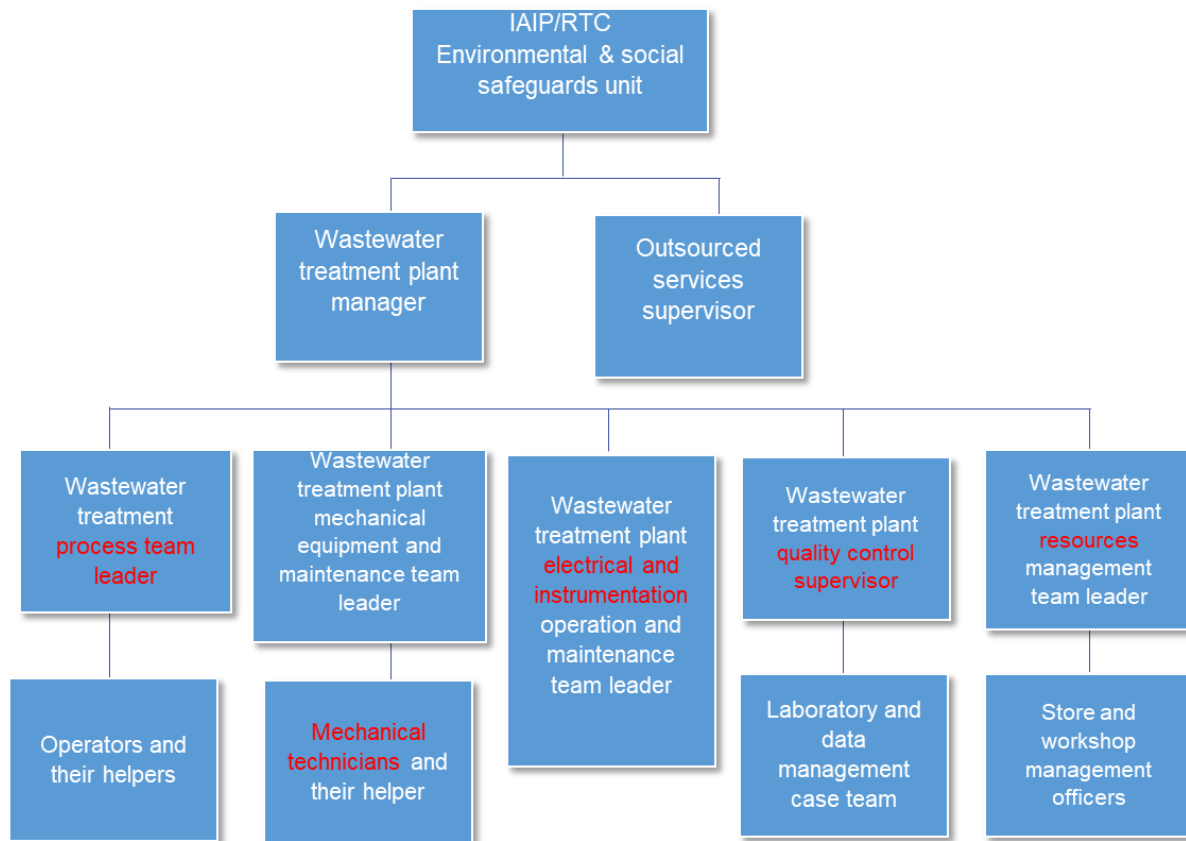 IAIP/RTC
Environmental & social
safeguards unit
Wastewater
treatment plant
manager
Outsourced
services
supervisor
Wastewater
treatment
process team
leader
Wastewater
treatment plant
mechanical
equipment and
maintenance team
leader
Wastewater
treatment plant
electrical and
instrumentation
operation and
maintenance
team leader
Wastewater
treatment plant
quality control
supervisor
Wastewater
treatment plant
resources
management
team leader
Operators and
their helpers
Mechanical
technicians and
their helper
Laboratory and
data
management
case team
Store and
workshop
management
officers